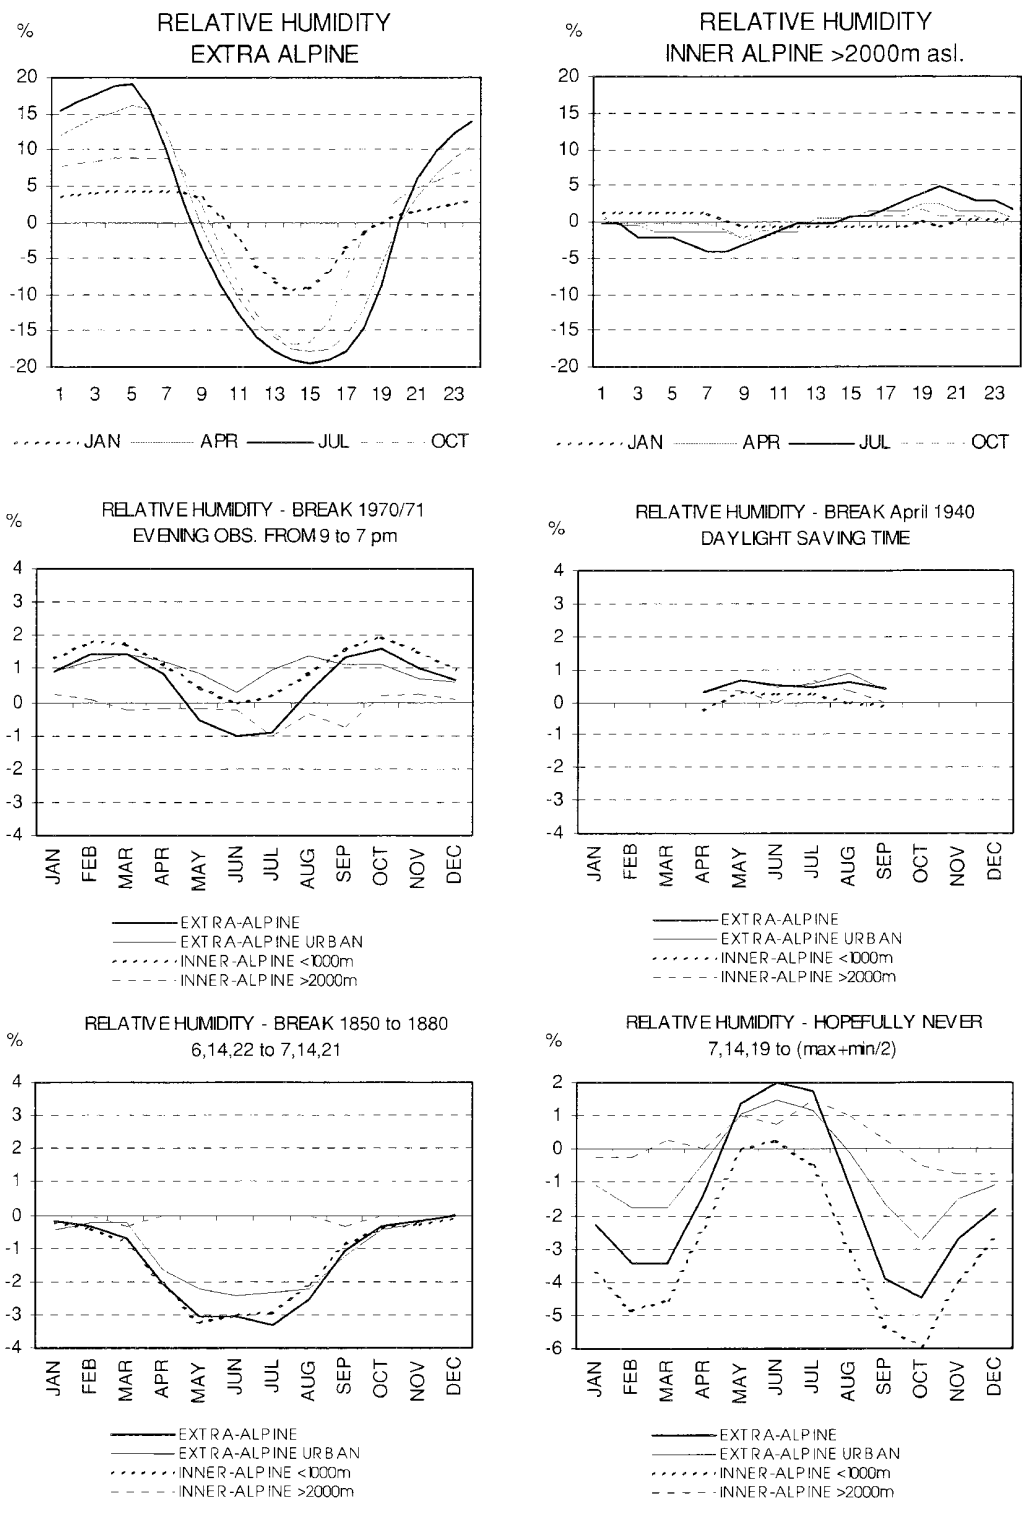 %
RELATIVE HUMIDITY
EXTRA ALPINE
20
15
10
5
0
-5
-10
-15
-20
1 3 5 7 9 11 13 15 17 19 21 23
JAN APR JUL OCT
%
RELATIVE HUMIDITY
INNER ALPINE >2000m asl.
20
15
10
5
0
-5
-10
-15
-20
1 3 5 7 9 11 13 15 17 19 21 23
JAN APR JUL OCT
%
RELATIVE HUMIDITY - BREAK 1970/71
EVENING OBS. FROM 9 to 7 pm
4
3
2
1
0
-1
-2
-3
-4
JAN FEB MAR APR MAY JUN JUL AUG SEP OCT NOV DEC
EXTRA-ALPINE
EXTRA-ALPINE URBAN
INNER-ALPINE <1000m
INNER-ALPINE >2000m
%
RELATIVE HUMIDITY - BREAK April 1940
DAYLIGHT SAVING TIME
4
3
2
1
0
-1
-2
-3
-4
JAN FEB MAR APR MAY JUN JUL AUG SEP OCT NOV DEC
EXTRA-ALPINE
EXTRA-ALPINE URBAN
INNER-ALPINE <1000m
INNER-ALPINE >2000m
%
RELATIVE HUMIDITY - BREAK 1850 to 1880
6,14,22 to 7,14,21
4
3
2
1
0
-1
-2
-3
-4
JAN FEB MAR APR MAY JUN JUL AUG SEP OCT NOV DEC
EXTRA-ALPINE
EXTRA-ALPINE URBAN
INNER-ALPINE <1000m
INNER-ALPINE >2000m
%
RELATIVE HUMIDITY - HOPEFULLY NEVER
7,14,19 to (max+min/2)
2
1
0
-1
-2
-3
-4
-5
-6
JAN FEB MAR APR MAY JUN JUL AUG SEP OCT NOV DEC
EXTRA-ALPINE
EXTRA-ALPINE URBAN
INNER-ALPINE <1000m
INNER-ALPINE >2000m